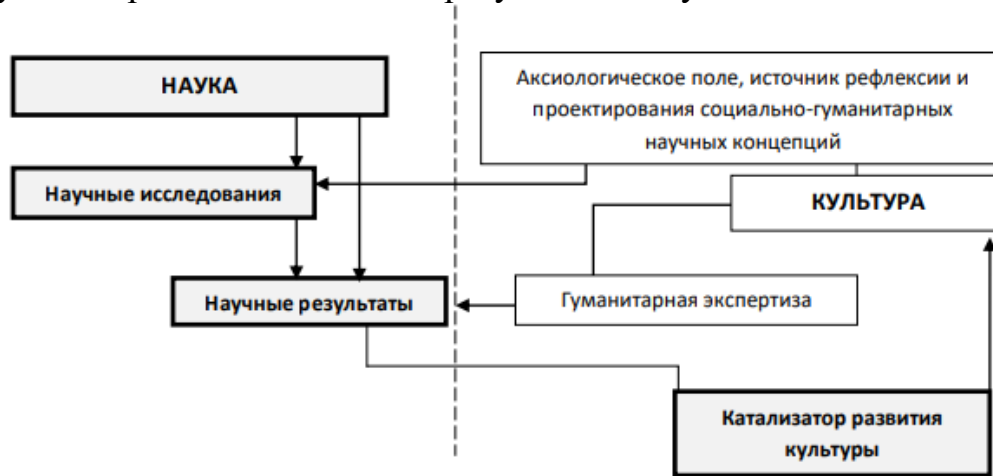 НАУКА
Аксиологическое поле, источник рефлексии и
проектирования социально-гуманитарных
научных концепций
Научные исследования
КУЛЬТУРА
Научные результаты
Гуманитарная экспертиза
Катализатор развития
культуры